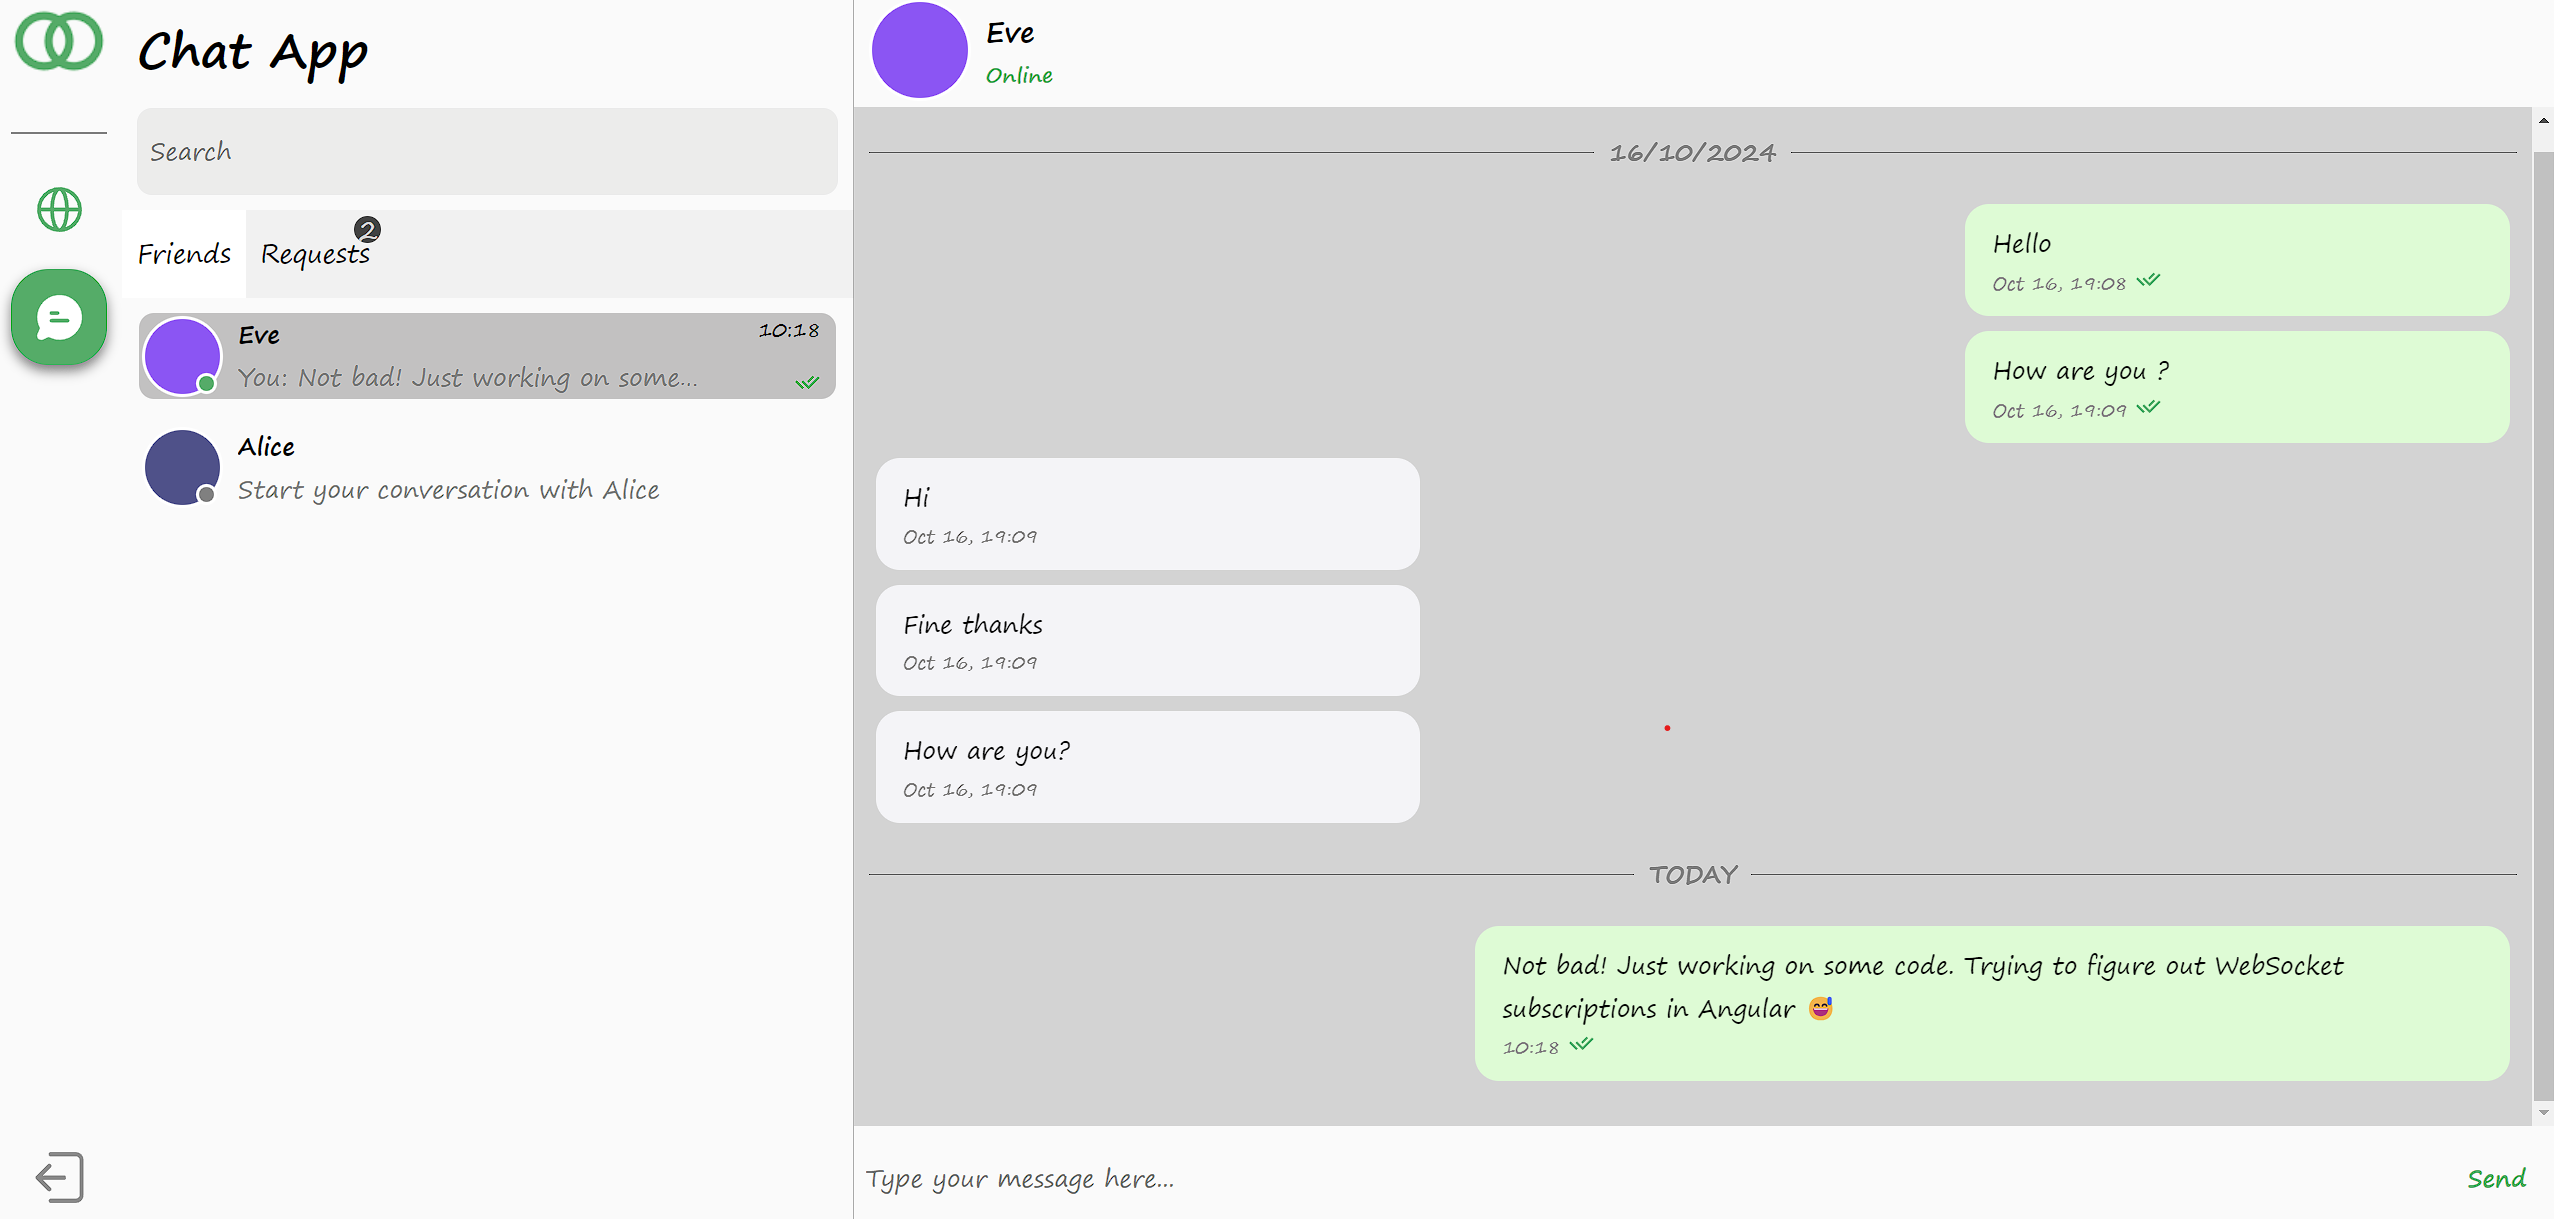 Chat App
Search
Friends
Requests
2
Eve
10:18
You: Not bad! Just working on some...
Alice
Start your conversation with Alice
Eve
Online
16/10/2024
Hello
Oct 16, 19:08
How are you ?
Oct 16, 19:09
Hi
Oct 16, 19:09
Fine thanks
Oct 16, 19:09
How are you?
Oct 16, 19:09
TODAY
Not bad! Just working on some code. Trying to figure out WebSocket
subscriptions in Angular 😅
10:18
Type your message here...
Send